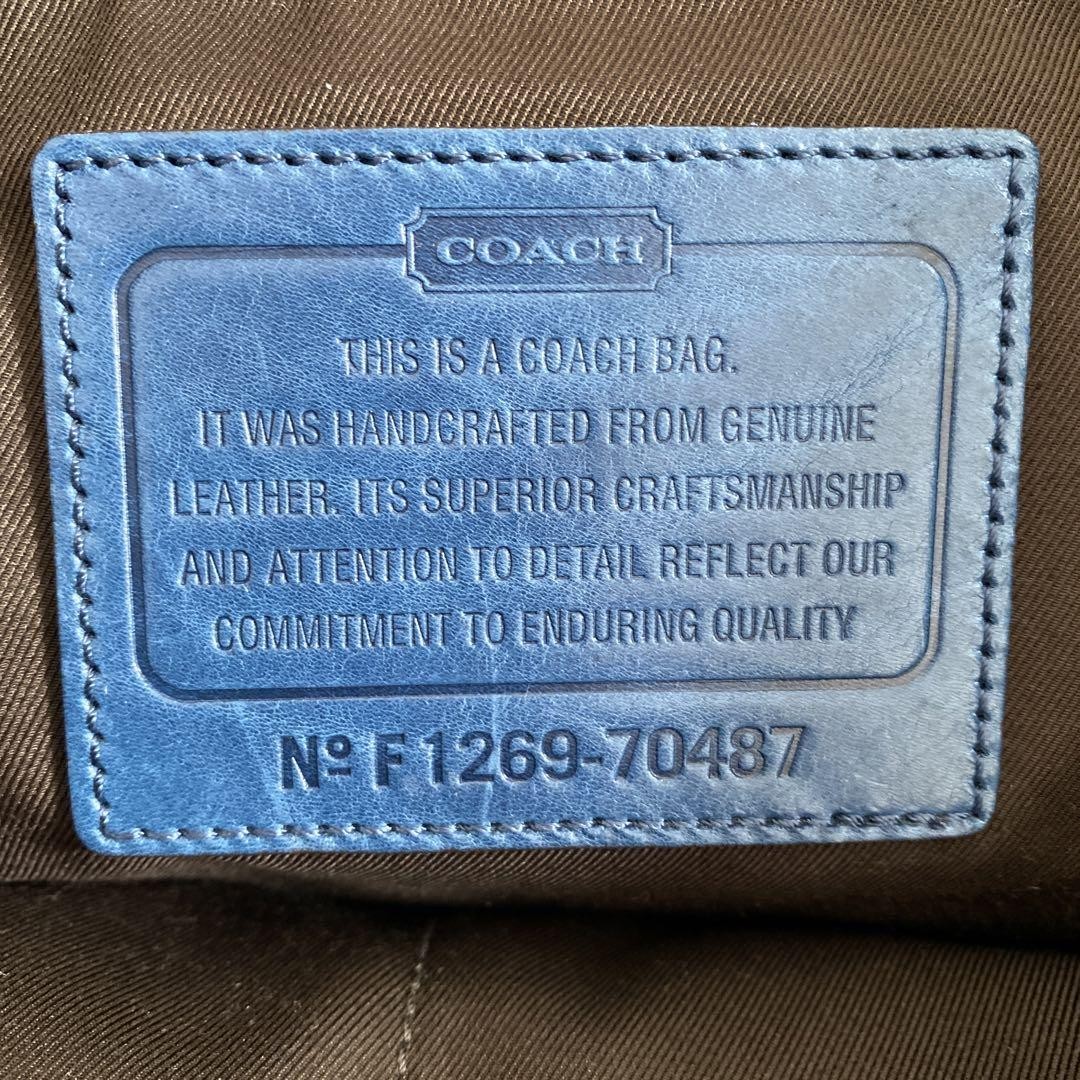 COACH
THIS IS A COACH BAG.
IT WAS HANDCRAFTED FROM GENUINE
LEATHER. ITS SUPERIOR CRAFTSMANSHIP
AND ATTENTION TO DETAIL REFLECT OUR
COMMITMENT TO ENDURING QUALITY
Nº F1269-70487